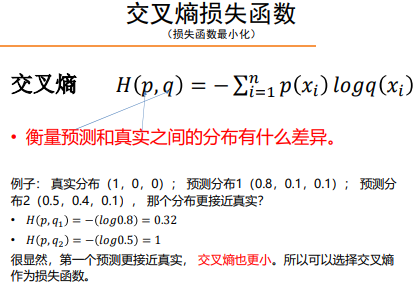 交叉熵损失函数
（损失函数最小化）
交叉熵 H(p,q) = −∑ⁿᵢ₌₁ p(xᵢ) logq(xᵢ)
• 衡量预测和真实之间的分布有什么差异。
例子： 真实分布（1，0，0）； 预测分布1（0.8，0.1，0.1）； 预测分
布2（0.5，0.4，0.1）， 那个分布更接近真实？
• H(p,q₁) = −(log0.8) = 0.32
• H(p,q₂) = −(log0.5) = 1
很显然，第一个预测更接近真实， 交叉熵也更小。所以可以选择交叉熵
作为损失函数。